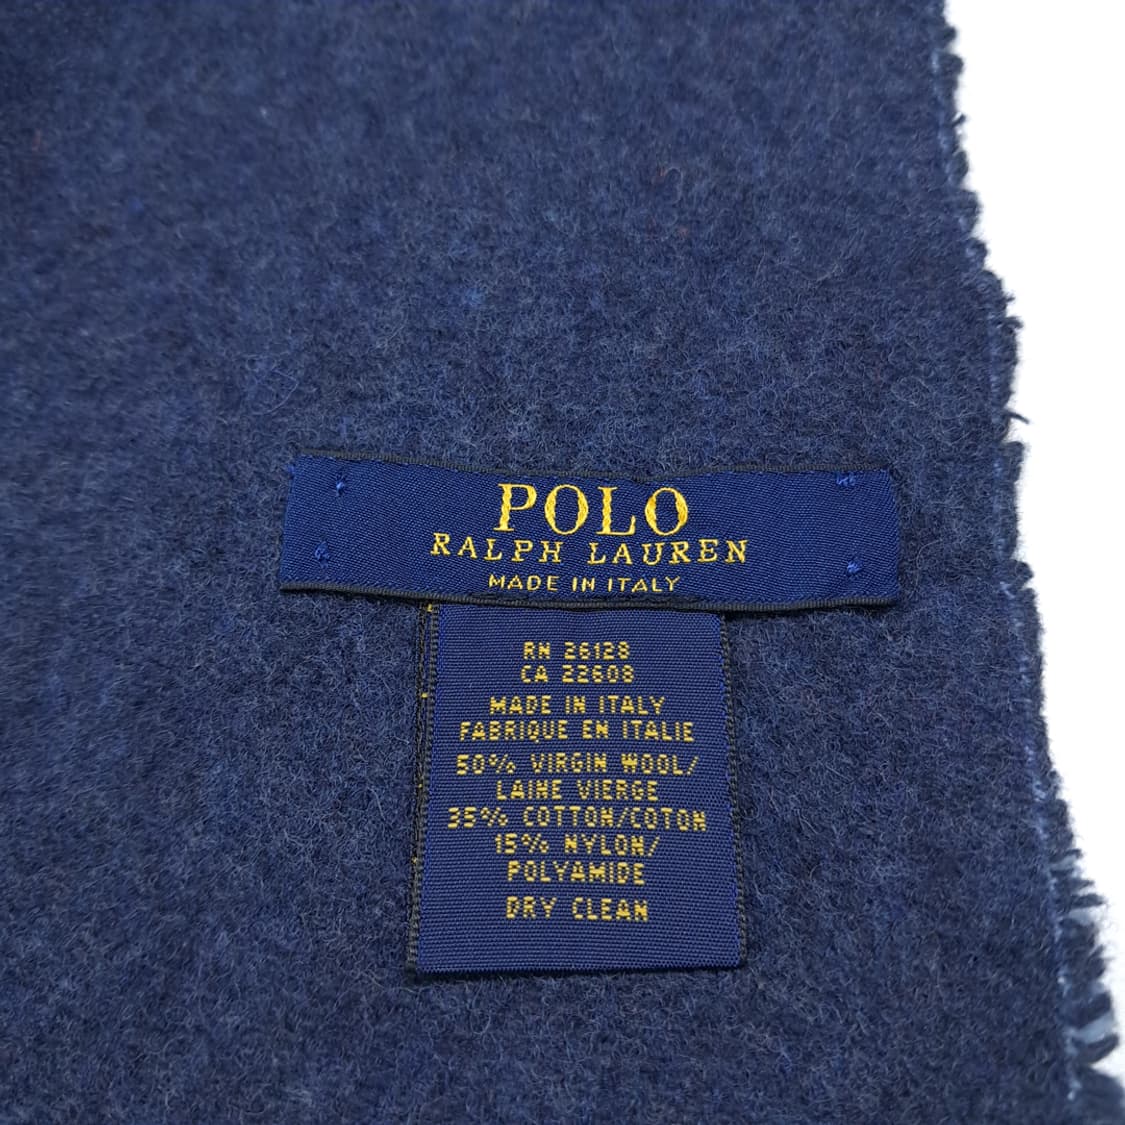 POLO
RALPH LAUREN
MADE IN ITALY
RN 26128
CA 22608
MADE IN ITALY
FABRIQUE EN ITALIE
50% VIRGIN WOOL/
LAINE VIERGE
35% COTTON/COTON
15% NYLON/
POLYAMIDE
DRY CLEAN